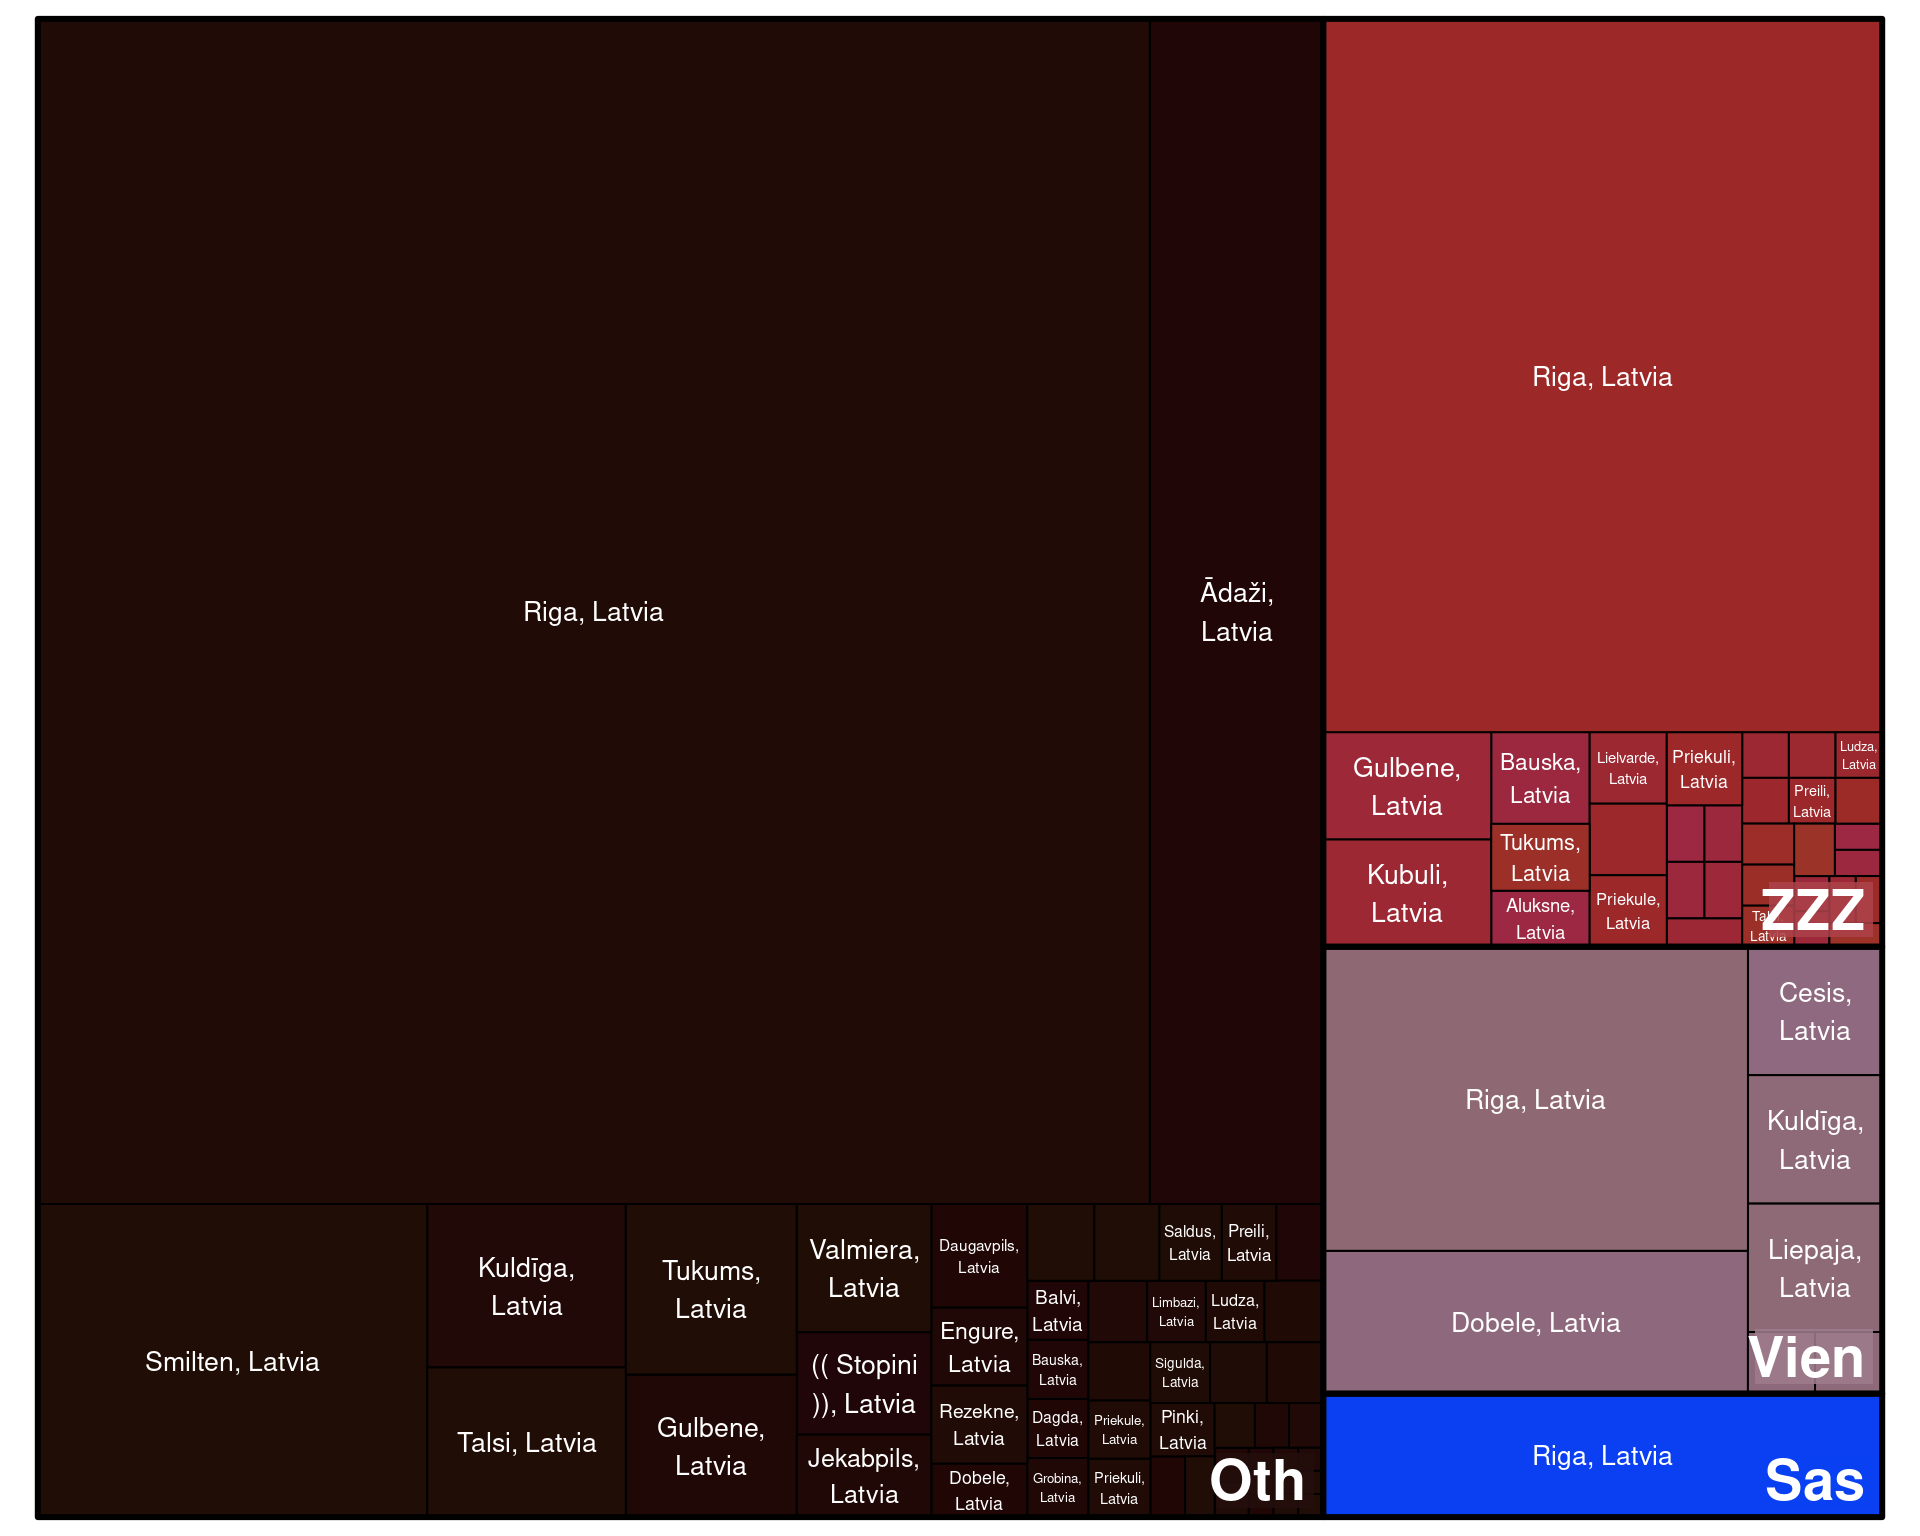 Riga, Latvia
Ādaži,
Latvia
Smilten, Latvia
Kuldīga,
Latvia
Talsi, Latvia
Tukums,
Latvia
Gulbene,
Latvia
Valmiera,
Latvia
(( Stopini
)), Latvia
Jekabpils,
Latvia
Daugavpils,
Latvia
Engure,
Latvia
Rezekne,
Latvia
Dobele,
Latvia
Balvi,
Latvia
Bauska,
Latvia
Dagda,
Latvia
Grobina,
Latvia
Priekule,
Latvia
Priekuli,
Latvia
Saldus,
Latvia
Preili,
Latvia
Limbazi,
Latvia
Ludza,
Latvia
Sigulda,
Latvia
Pinki,
Latvia
Oth
Riga, Latvia
Gulbene,
Latvia
Kubuli,
Latvia
Bauska,
Latvia
Tukums,
Latvia
Aluksne,
Latvia
Lielvarde,
Latvia
Priekule,
Latvia
Priekuli,
Latvia
Ludza,
Latvia
Preili,
Latvia
Latvia
ZZZ
Riga, Latvia
Dobele, Latvia
Cesis,
Latvia
Kuldīga,
Latvia
Liepaja,
Latvia
Vien
Riga, Latvia
Sas